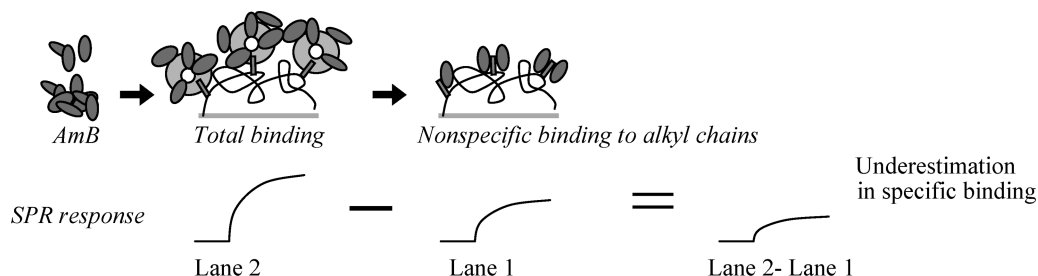 AmB
Total binding
Nonspecific binding to alkyl chains
Underestimation
in specific binding
SPR response
Lane 2
Lane 1
Lane 2- Lane 1